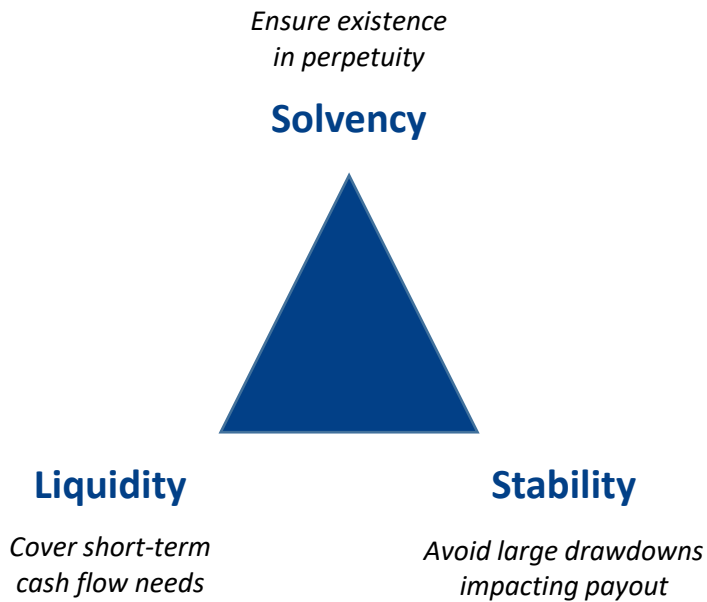 Ensure existence
in perpetuity
Solvency
Liquidity
Cover short-term
cash flow needs
Stability
Avoid large drawdowns
impacting payout